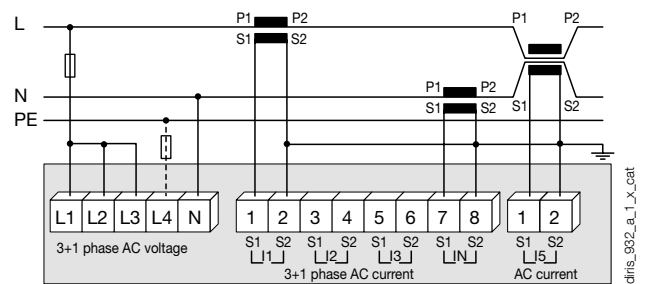 L P1 P2 P1 P2
S1 S2
N P1 P2
S1 S2 S1 S2
PE
L1 L2 L3 L4 N 1 2 3 4 5 6 7 8 1 2
S1 S2 S1 S2 S1 S2 S1 S2 S1 S2
I1 I2 I3 IN I5
3+1 phase AC voltage
3+1 phase AC current
AC current
diris_932_a_1_x_cat